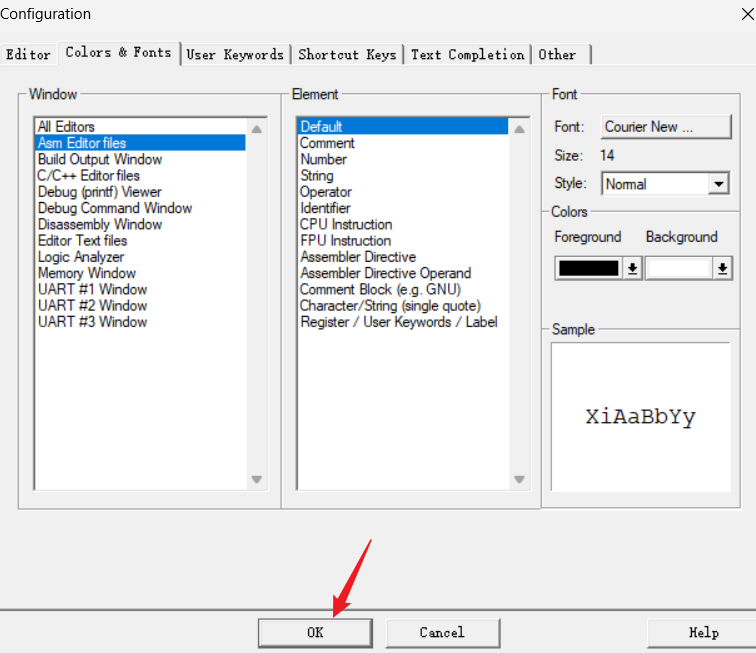 Configuration
Editor
Colors & Fonts
User Keywords
Shortcut Keys
Text Completion
Other
Window
All Editors
Asm Editor files
Build Output Window
C/C++ Editor files
Debug (printf) Viewer
Debug Command Window
Disassembly Window
Editor Text files
Logic Analyzer
Memory Window
UART #1 Window
UART #2 Window
UART #3 Window
Element
Default
Comment
Number
String
Operator
Identifier
CPU Instruction
FPU Instruction
Assembler Directive
Assembler Directive Operand
Comment Block (e.g. GNU)
Character/String (single quote)
Register / User Keywords / Label
Font
Font: Courier New ...
Size: 14
Style: Normal
Colors
Foreground Background
Sample
XiAaBbYy
OK
Cancel
Help